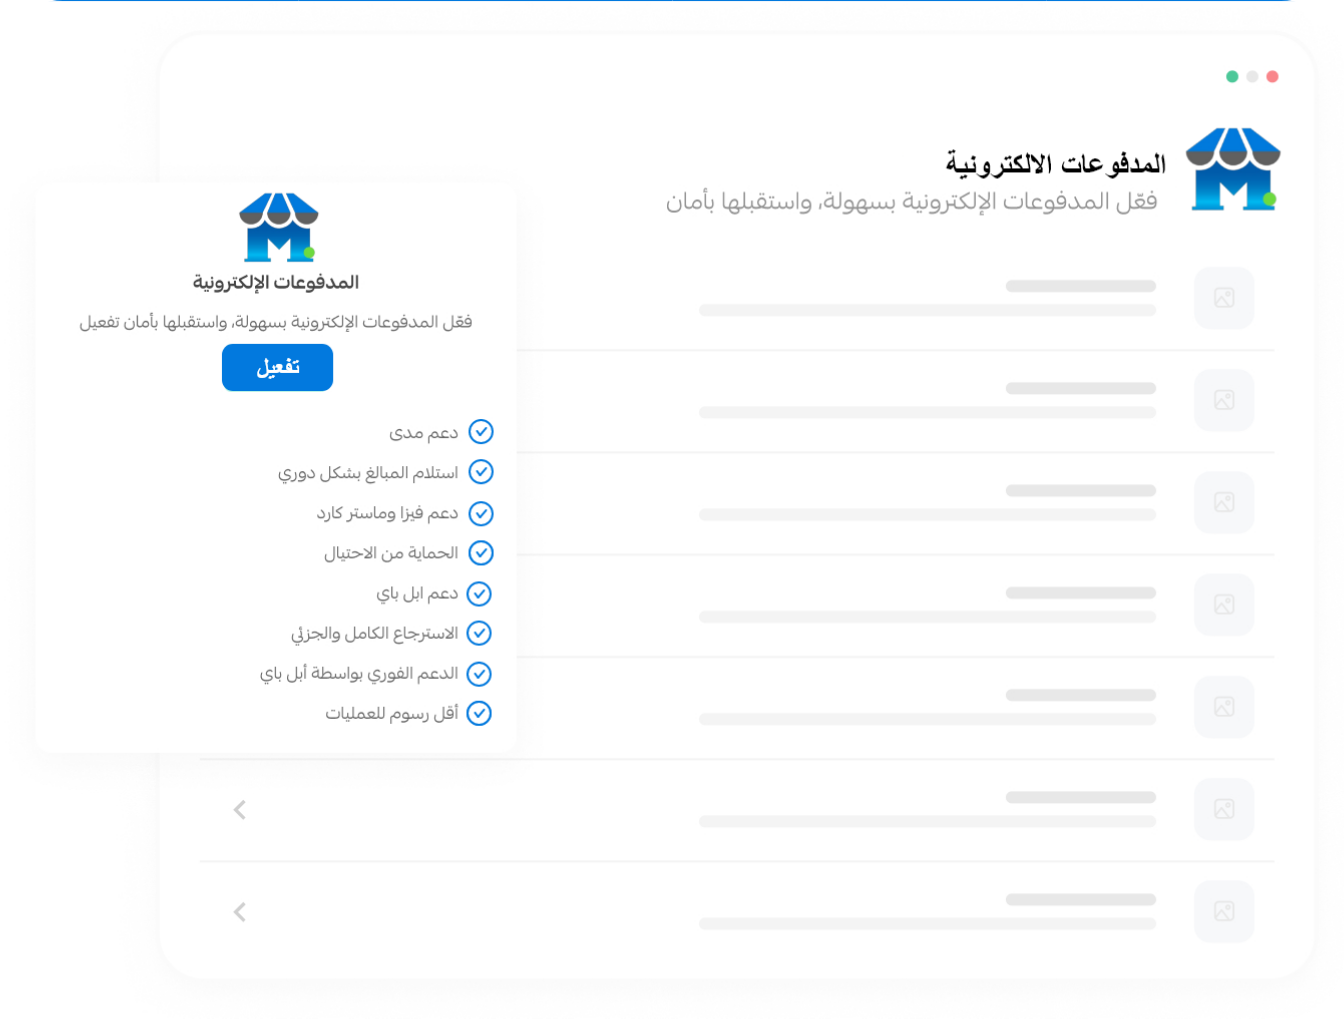 المدفوعات الالكترونية
فعّل المدفوعات الإلكترونية بسهولة، واستقبلها بأمان
المدفوعات الإلكترونية
فعّل المدفوعات الإلكترونية بسهولة، واستقبلها بأمان تفعيل
تفعيل
دعم مدى
استلام المبالغ بشكل دوري
دعم فيزا وماستر كارد
الحماية من الاحتيال
دعم ابل باي
الاسترجاع الكامل والجزئي
الدعم الفوري بواسطة أبل باي
أقل رسوم للعمليات